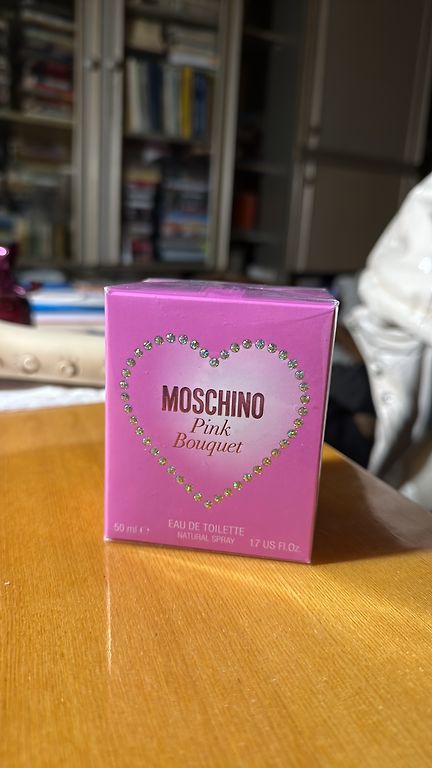 MOSCHINO
Pink
Bouquet
EAU DE TOILETTE
NATURAL SPRAY
50 ml ℮
1.7 US Fl.Oz.